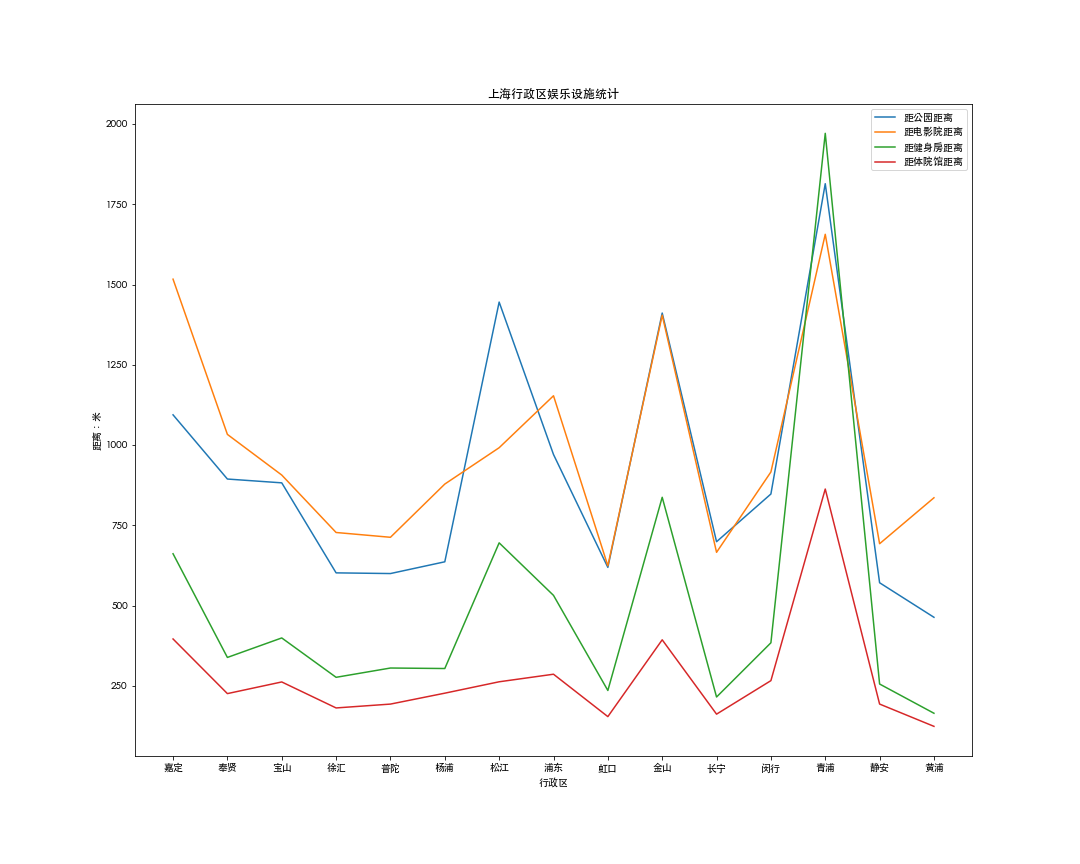 上海行政区娱乐设施统计
距公园距离
距电影院距离
距健身房距离
距体院馆距离
2000
1750
1500
1250
1000
750
500
250
距离：米
嘉定 奉贤 宝山 徐汇 普陀 杨浦 松江 浦东 虹口 金山 长宁 闵行 青浦 静安 黄浦
行政区